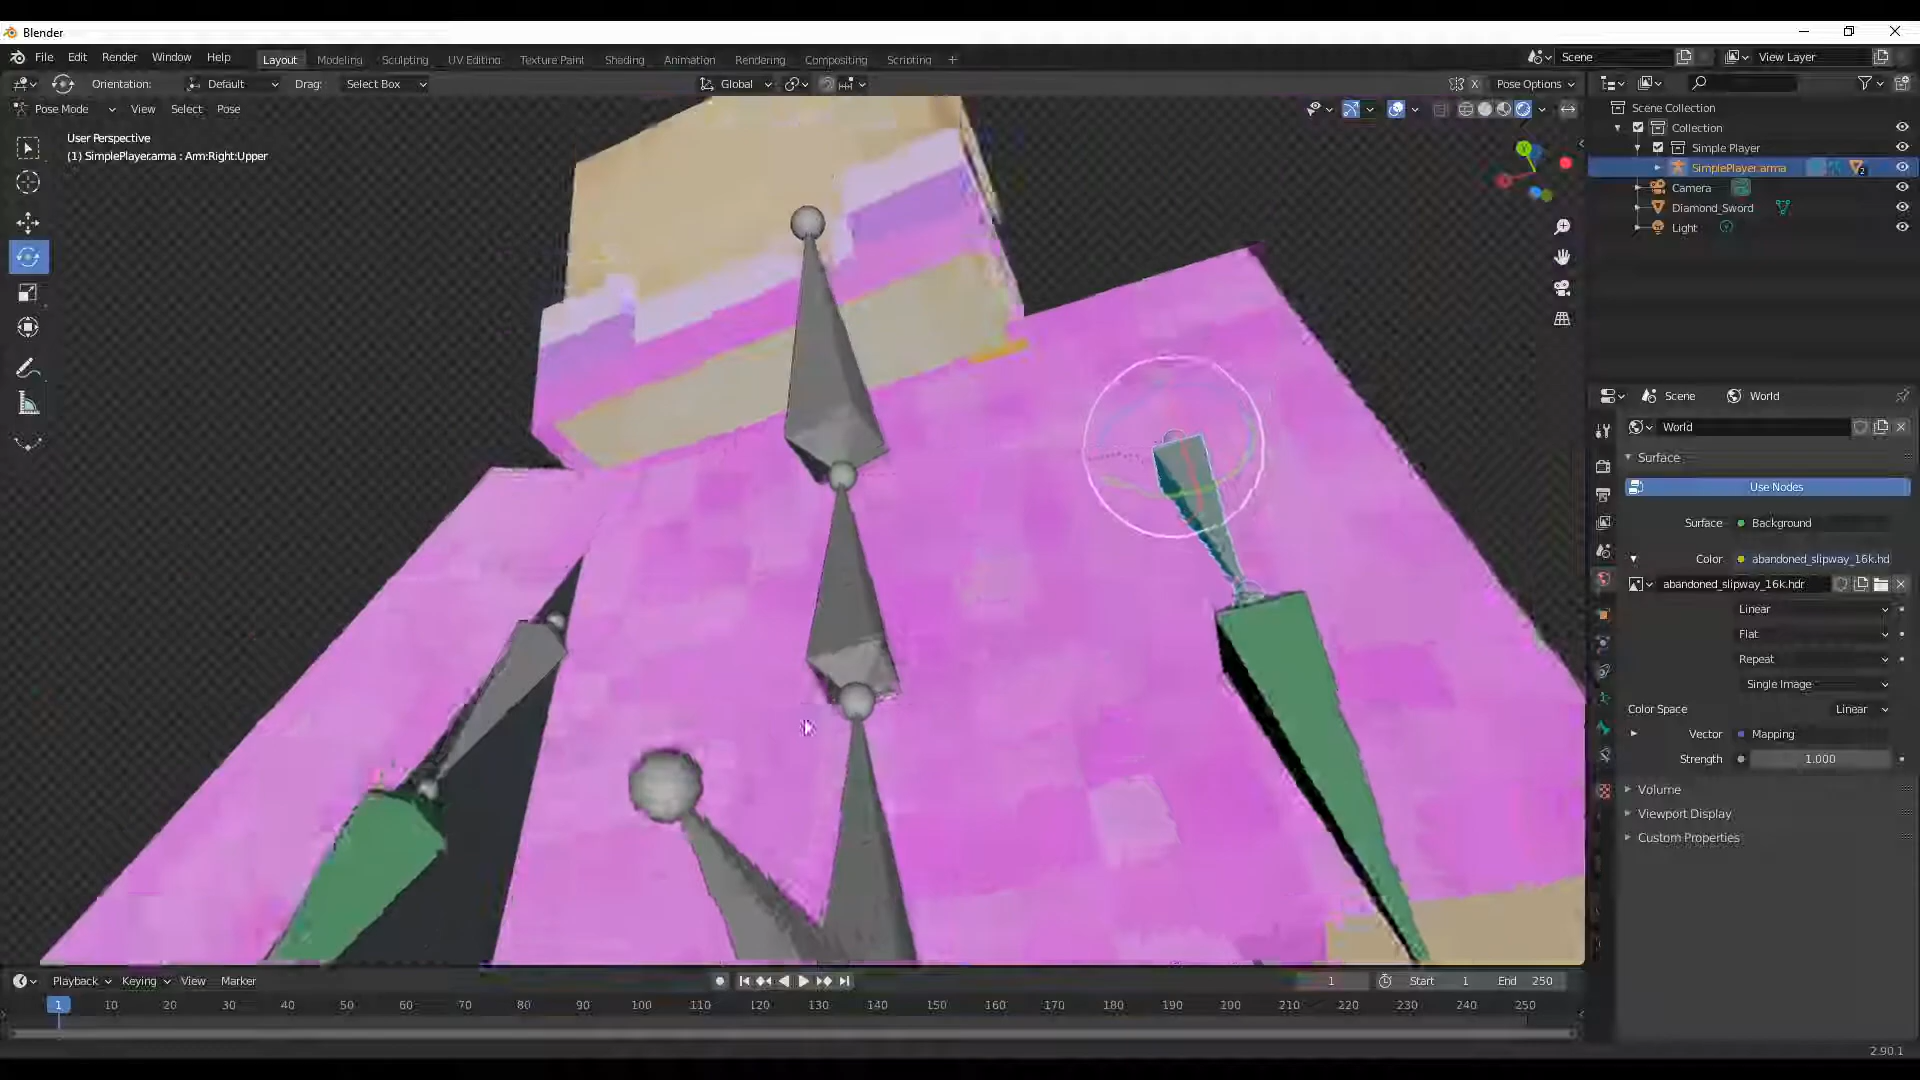 Blender
File Edit Render Window Help Layout Modeling Sculpting UV Editing Texture Paint Shading Animation Rendering Compositing Scripting + Scene View Layer
Orientation: Default Drag: Select Box Global X Pose Options
Pose Mode View Select Pose
User Perspective
(1) SimplePlayer.arma : Arm:Right:Upper
Scene Collection
Collection
Simple Player
SimplePlayer.arma 2
Camera
Diamond_Sword
Light
Scene World
World
Surface
Use Nodes
Surface Background
Color abandoned_slipway_16k.hd
abandoned_slipway_16k.hdr
Linear
Flat
Repeat
Single Image
Color Space Linear
Vector Mapping
Strength 1.000
Volume
Viewport Display
Custom Properties
Playback Keying View Marker 1 Start 1 End 250
1 10 20 30 40 50 60 70 80 90 100 110 120 130 140 150 160 170 180 190 200 210 220 230 240 250
2.90.1